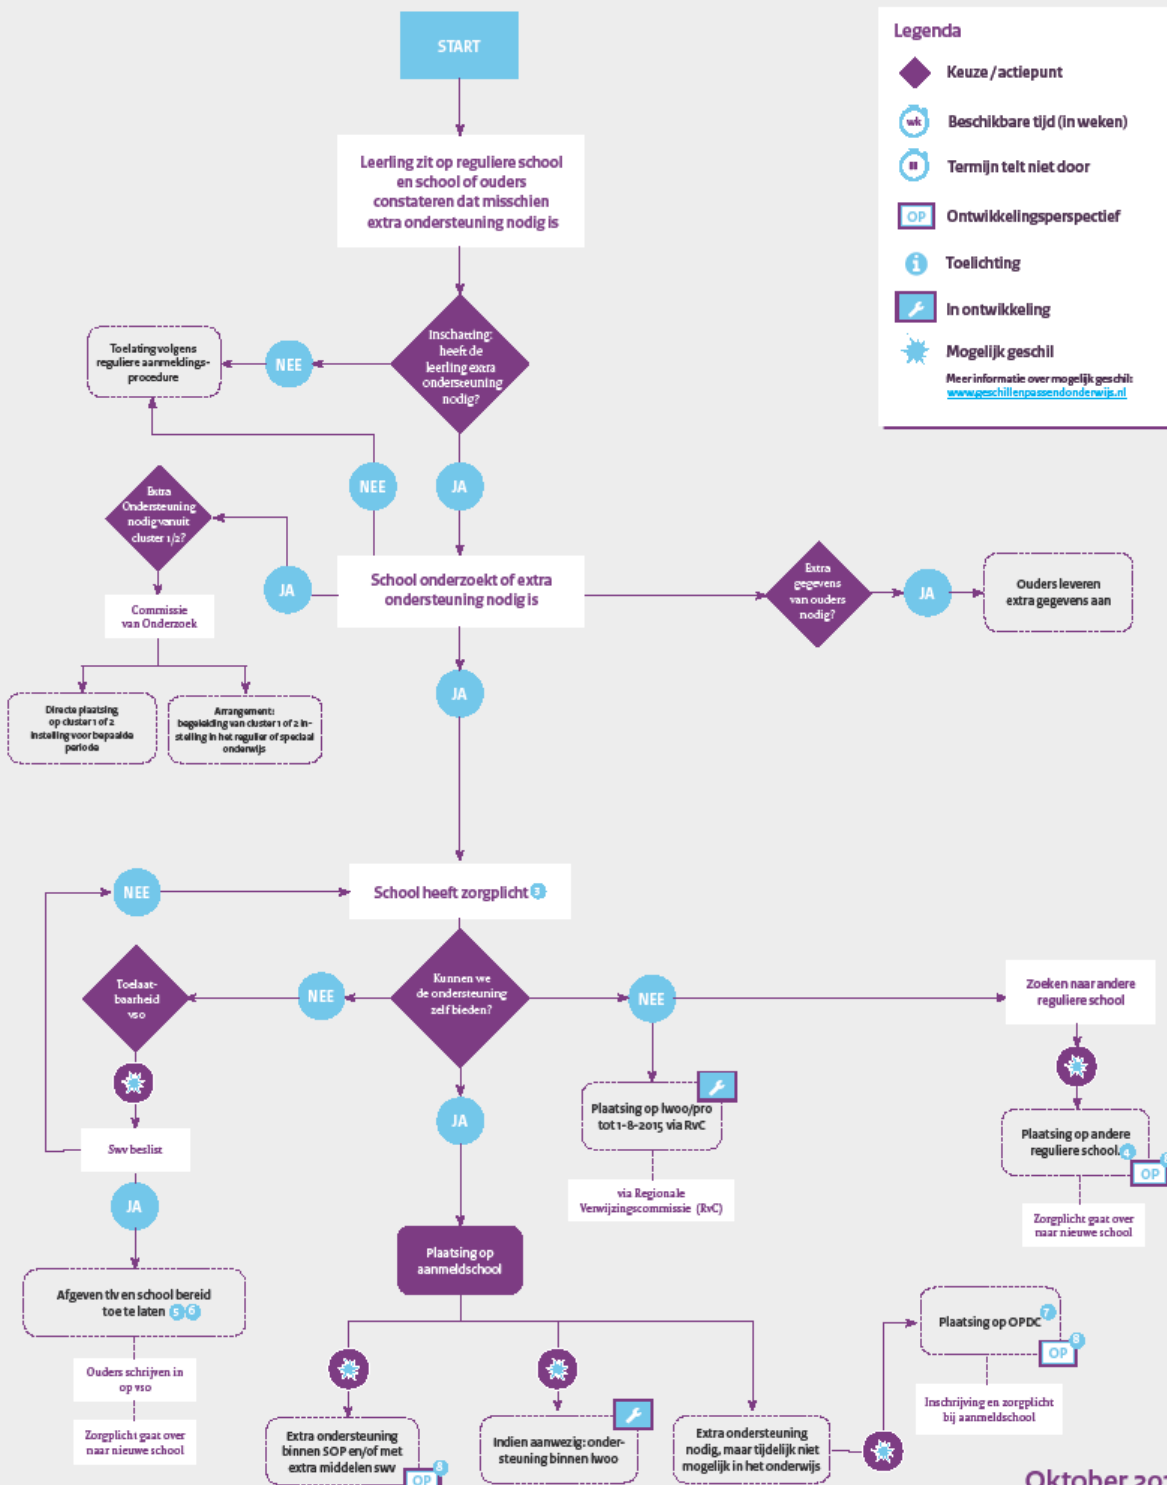 START
Legenda
Keuze/actiepunt
wk
Beschikbare tijd (in weken)
Termijn telt niet door
OP
Ontwikkelingsperspectief
i
Toelichting
In ontwikkeling
Mogelijk geschil
Meer informatie over mogelijk geschil:
www.geschillenpassendonderwijs.nl
Leerling zit op reguliere school
en school of ouders
constateren dat misschien
extra ondersteuning nodig is
Inschatting:
heeft de
leerling extra
ondersteuning
nodig?
NEE
Toelating volgens
reguliere aanmeldings-
procedure
NEE
JA
Extra
Ondersteuning
nodig vanuit
cluster 1/2?
JA
School onderzoekt of extra
ondersteuning nodig is
Extra
gegevens
van ouders
nodig?
JA
Ouders leveren
extra gegevens aan
Commissie
van Onderzoek
Directe plaatsing
op cluster 1 of 2
instelling voor bepaalde
periode
Arrangement:
begeleiding van cluster 1 of 2 in-
stelling in het regulier of speciaal
onderwijs
JA
NEE
School heeft zorgplicht 3
Toelaat-
baarheid
vso
NEE
Kunnen we
de ondersteuning
zelf bieden?
NEE
Zoeken naar andere
reguliere school
Swv beslist
JA
JA
Plaatsing op lwoo/pro
tot 1-8-2015 via RvC
via Regionale
Verwijzingscommissie (RvC)
Plaatsing op andere
reguliere school. 4
OP
Zorgplicht gaat over
naar nieuwe school
Afgeven tlv en school bereid
toe te laten 5 6
Ouders schrijven in
op vso
Zorgplicht gaat over
naar nieuwe school
Plaatsing op
aanmeldschool
Plaatsing op OPDC 7
OP 8
Inschrijving en zorgplicht
bij aanmeldschool
Extra ondersteuning
binnen SOP en/of met
extra middelen swv
OP 8
Indien aanwezig: onder-
steuning binnen lwoo
Extra ondersteuning
nodig, maar tijdelijk niet
mogelijk in het onderwijs
Oktober